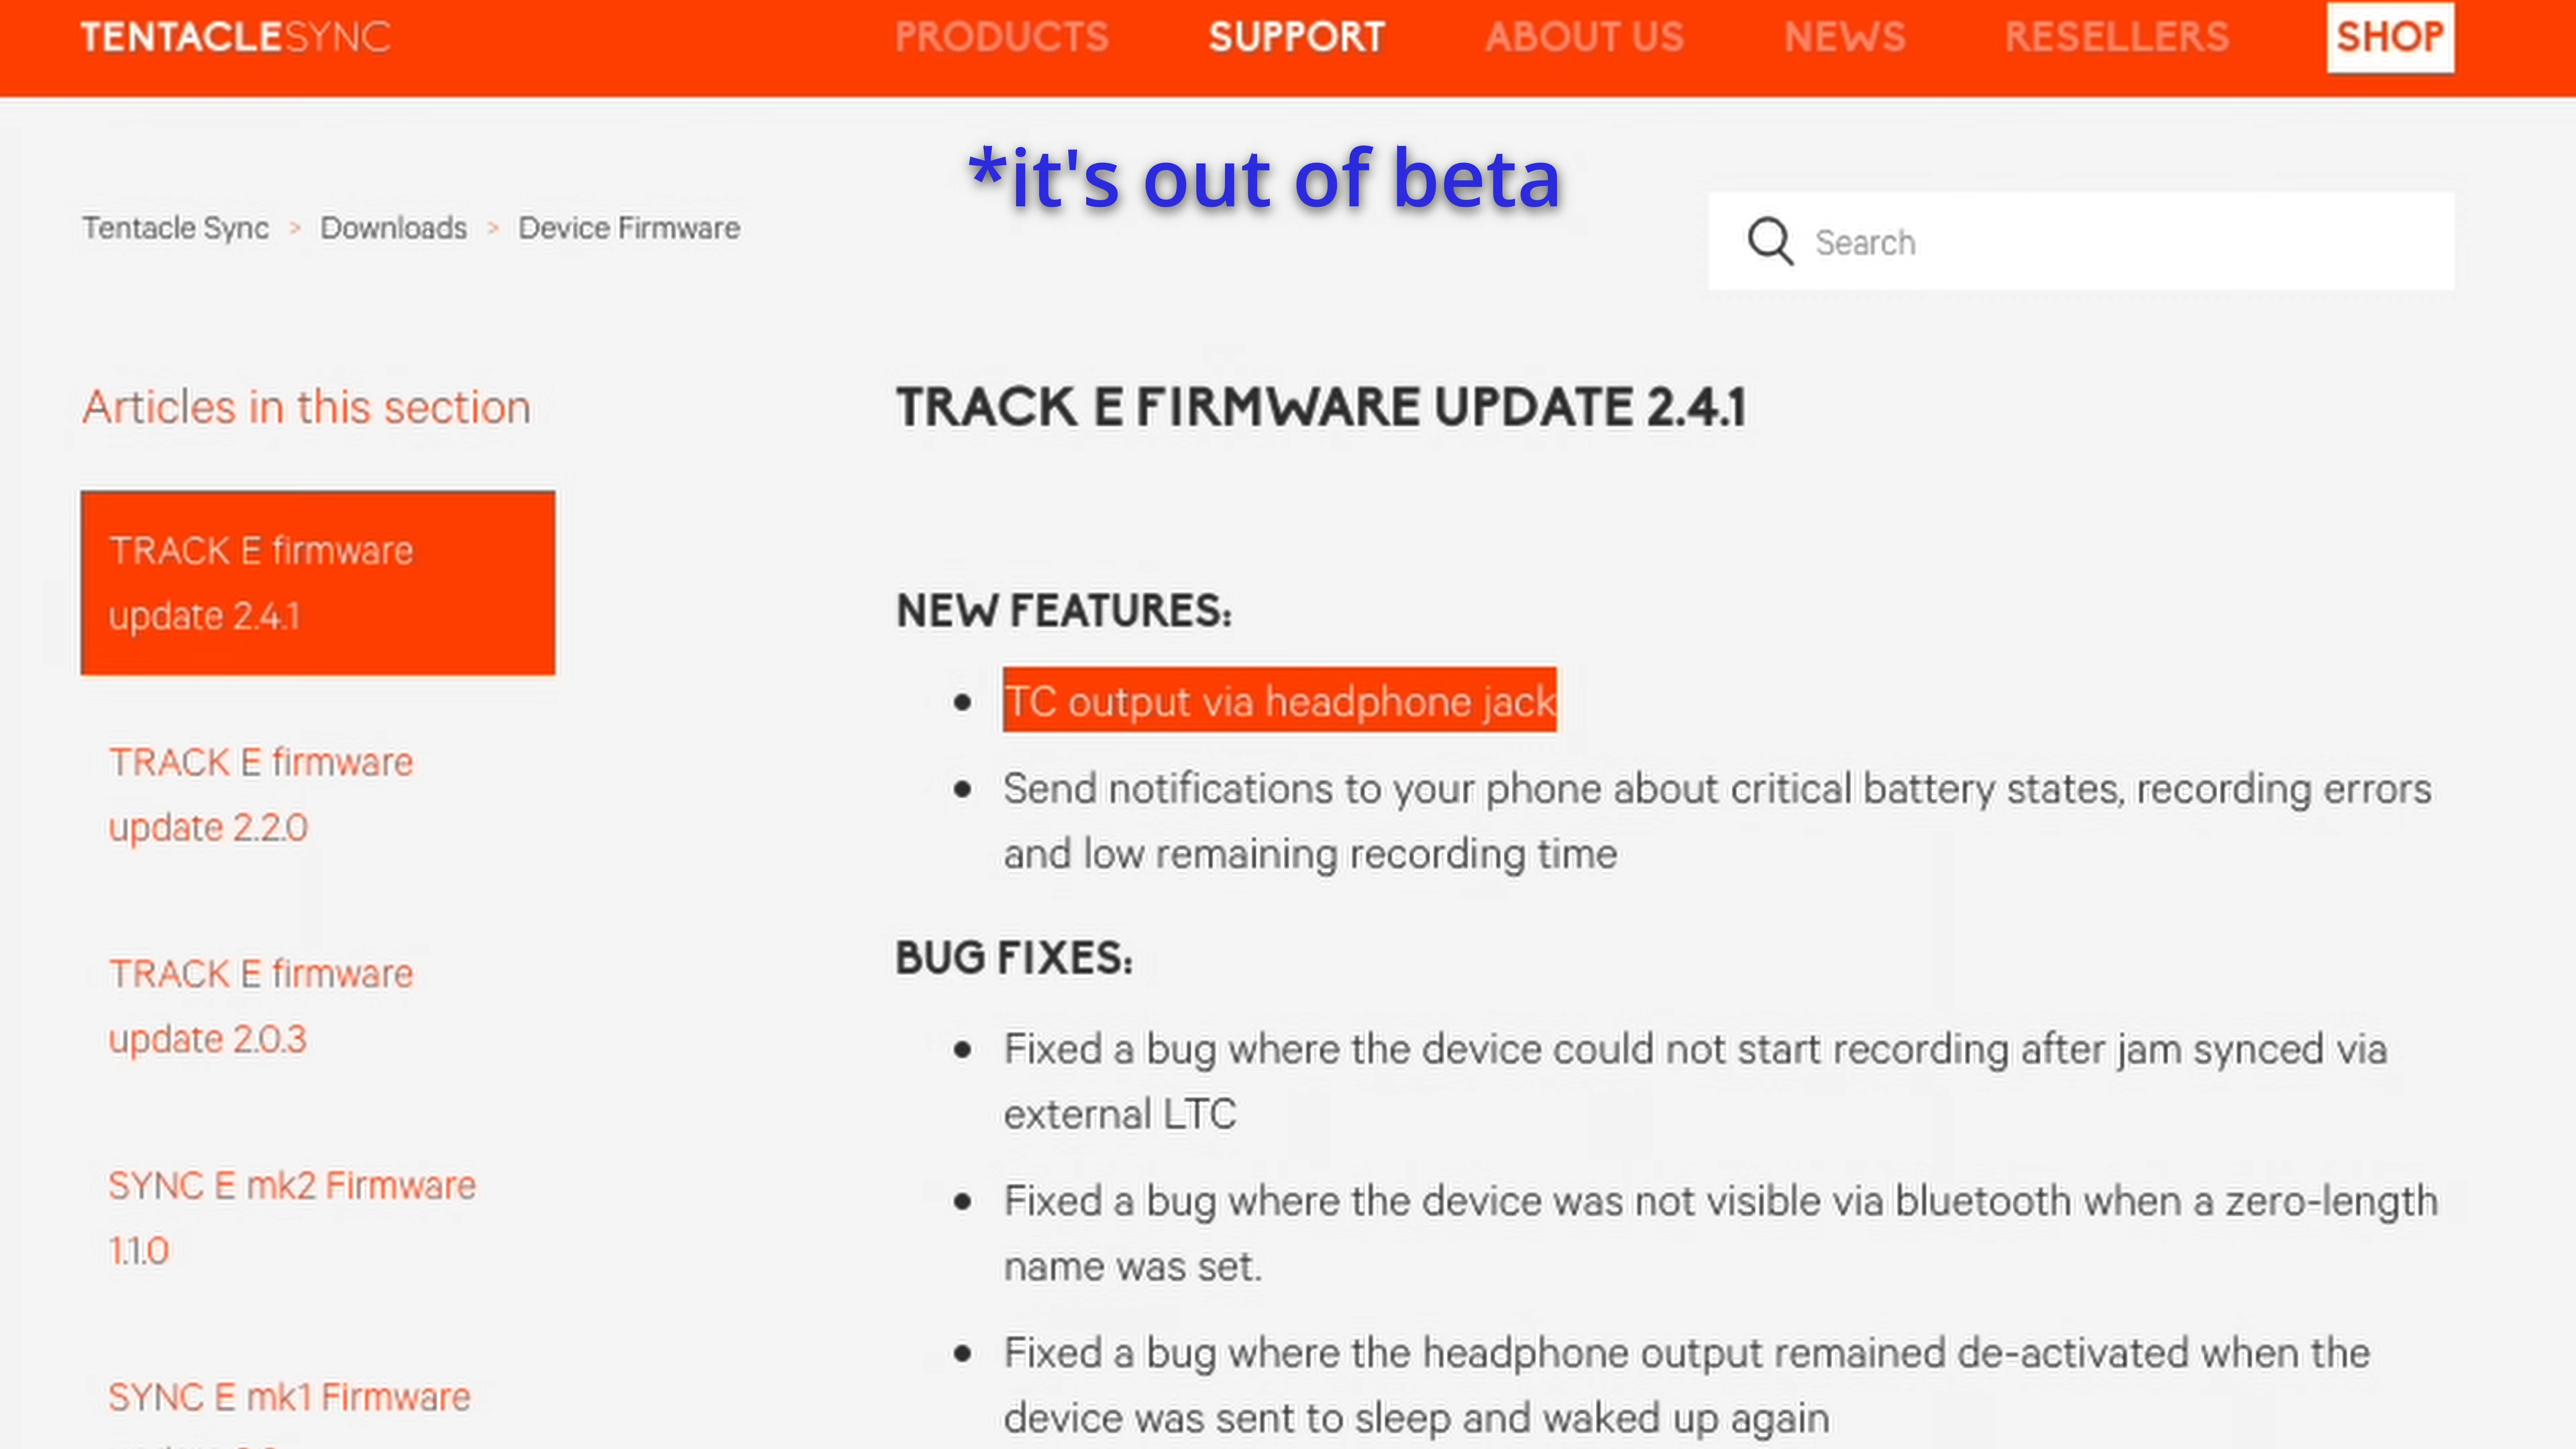 TENTACLESYNC
PRODUCTS
SUPPORT
ABOUT US
NEWS
RESELLERS
SHOP
*it's out of beta
Tentacle Sync > Downloads > Device Firmware
Search
Articles in this section
TRACK E firmware
update 2.4.1
TRACK E firmware
update 2.2.0
TRACK E firmware
update 2.0.3
SYNC E mk2 Firmware
1.1.0
SYNC E mk1 Firmware
TRACK E FIRMWARE UPDATE 2.4.1
NEW FEATURES:
• TC output via headphone jack
• Send notifications to your phone about critical battery states, recording errors
and low remaining recording time
BUG FIXES:
• Fixed a bug where the device could not start recording after jam synced via
external LTC
• Fixed a bug where the device was not visible via bluetooth when a zero-length
name was set.
• Fixed a bug where the headphone output remained de-activated when the
device was sent to sleep and waked up again